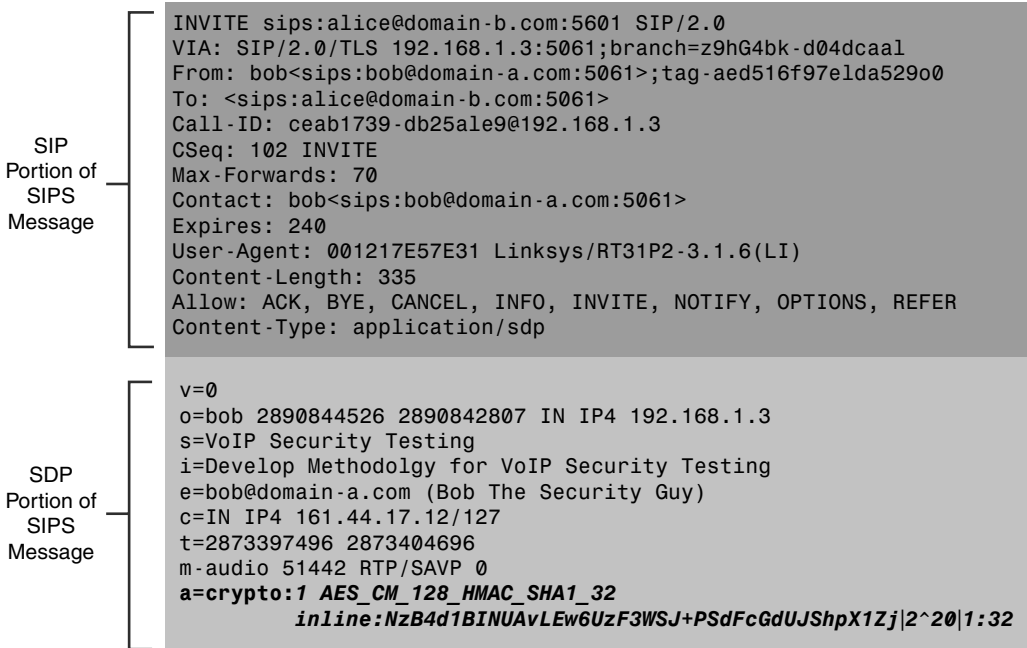 SIP
Portion of
SIPS
Message
INVITE sips:alice@domain-b.com:5601 SIP/2.0
VIA: SIP/2.0/TLS 192.168.1.3:5061;branch=z9hG4bk-d04dcaal
From: bob<sips:bob@domain-a.com:5061>;tag-aed516f97elda529o0
To: <sips:alice@domain-b.com:5061>
Call-ID: ceab1739-db25ale9@192.168.1.3
CSeq: 102 INVITE
Max-Forwards: 70
Contact: bob<sips:bob@domain-a.com:5061>
Expires: 240
User-Agent: 001217E57E31 Linksys/RT31P2-3.1.6(LI)
Content-Length: 335
Allow: ACK, BYE, CANCEL, INFO, INVITE, NOTIFY, OPTIONS, REFER
Content-Type: application/sdp
SDP
Portion of
SIPS
Message
v=0
o=bob 2890844526 2890842807 IN IP4 192.168.1.3
s=VoIP Security Testing
i=Develop Methodolgy for VoIP Security Testing
e=bob@domain-a.com (Bob The Security Guy)
c=IN IP4 161.44.17.12/127
t=2873397496 2873404696
m-audio 51442 RTP/SAVP 0
a=crypto:1 AES_CM_128_HMAC_SHA1_32
inline:NzB4d1BINUAvLEw6UzF3WSJ+PSdFcGdUJShpX1Zj|2^20|1:32